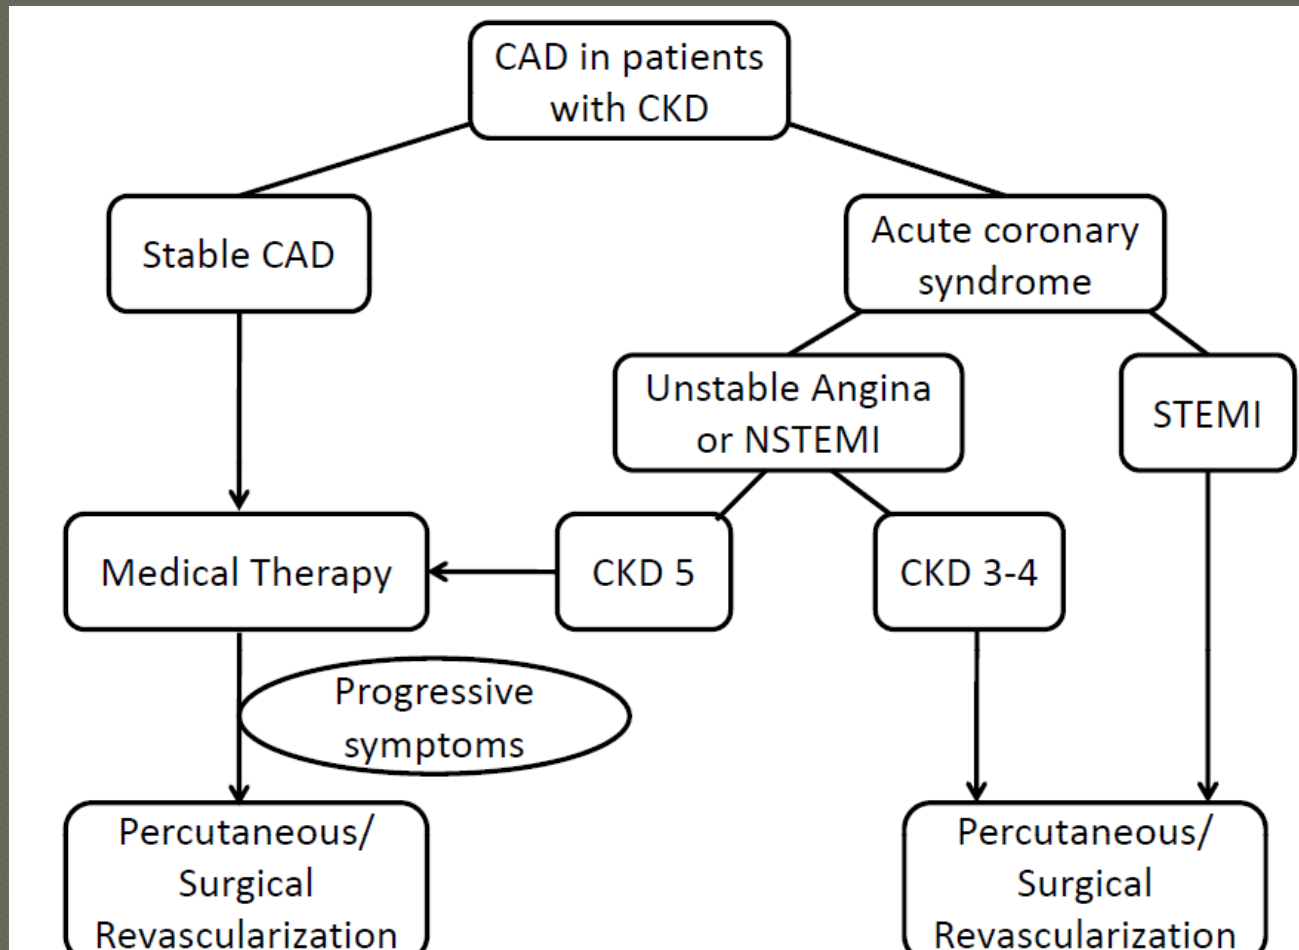 CAD in patients
with CKD
Stable CAD
Acute coronary
syndrome
Unstable Angina
or NSTEMI
STEMI
Medical Therapy
CKD 5
CKD 3-4
Progressive
symptoms
Percutaneous/
Surgical
Revascularization
Percutaneous/
Surgical
Revascularization